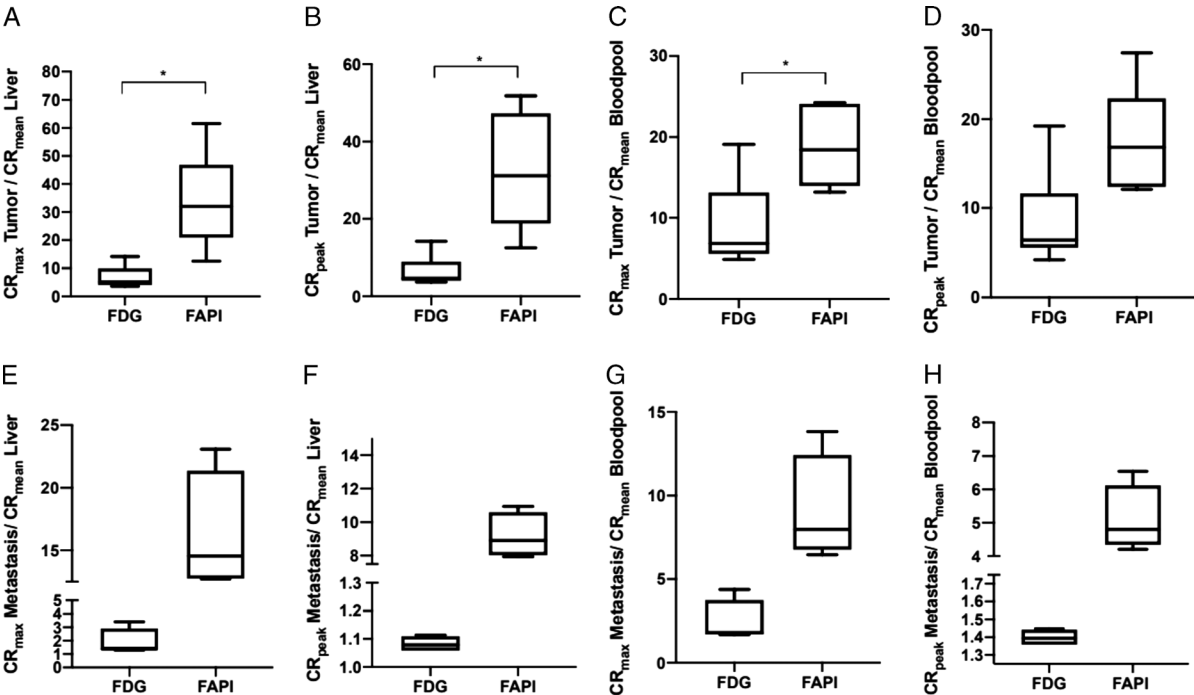 A
CRmax Tumor / CRmean Liver
80
70
60
50
40
30
20
10
0
*
FDG FAPI
B
CRpeak Tumor / CRmean Liver
60
40
20
0
*
FDG FAPI
C
CRmax Tumor / CRmean Bloodpool
30
20
10
0
*
FDG FAPI
D
CRpeak Tumor / CRmean Bloodpool
30
20
10
0
FDG FAPI
E
CRmax Metastasis/ CRmean Liver
25
20
15
5
4
3
2
1
0
FDG FAPI
F
CRpeak Metastasis/ CRmean Liver
14
12
10
8
1.3
1.2
1.1
1.0
FDG FAPI
G
CRmax Metastasis/ CRmean Bloodpool
15
10
5
0
FDG FAPI
H
CRpeak Metastasis/ CRmean Bloodpool
8
7
6
5
4
1.7
1.6
1.5
1.4
1.3
FDG FAPI